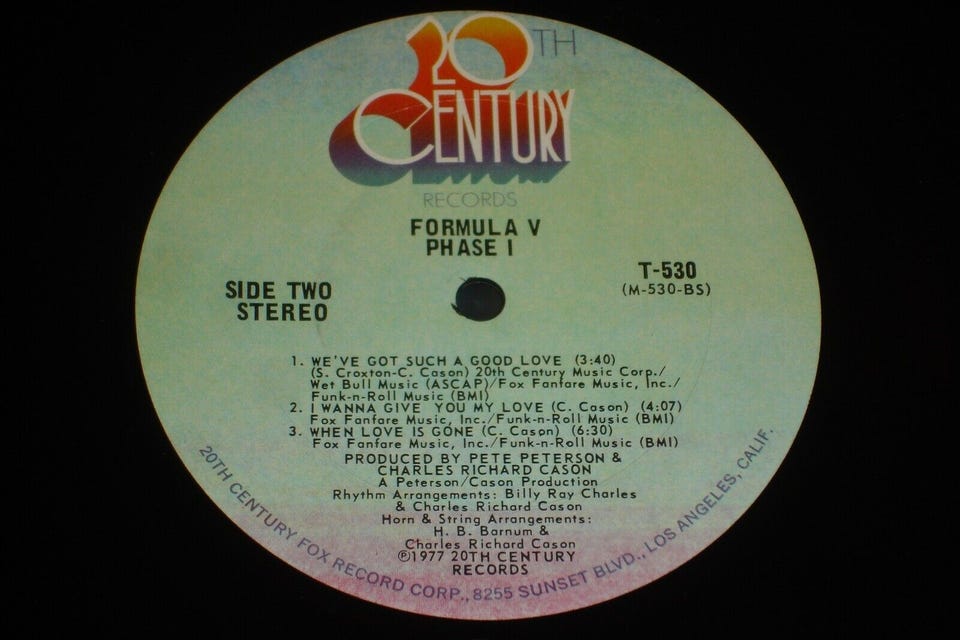 20TH
CENTURY
RECORDS
FORMULA V
PHASE I
SIDE TWO
STEREO
T-530
(M-530-BS)
1. WE'VE GOT SUCH A GOOD LOVE (3:40)
(S. Croxton-C. Cason) 20th Century Music Corp./
Wet Bull Music (ASCAP)/Fox Fanfare Music, Inc./
Funk-n-Roll Music (BMI)
2. I WANNA GIVE YOU MY LOVE (C. Cason) (4:07)
Fox Fanfare Music, Inc./Funk-n-Roll Music (BMI)
3. WHEN LOVE IS GONE (C. Cason) (6:30)
Fox Fanfare Music, Inc./Funk-n-Roll Music (BMI)
PRODUCED BY PETE PETERSON &
CHARLES RICHARD CASON
A Peterson/Cason Production
Rhythm Arrangements: Billy Ray Charles
& Charles Richard Cason
Horn & String Arrangements:
H. B. Barnum &
Charles Richard Cason
℗1977 20TH CENTURY
RECORDS
20TH CENTURY FOX RECORD CORP., 8255 SUNSET BLVD., LOS ANGELES, CALIF.